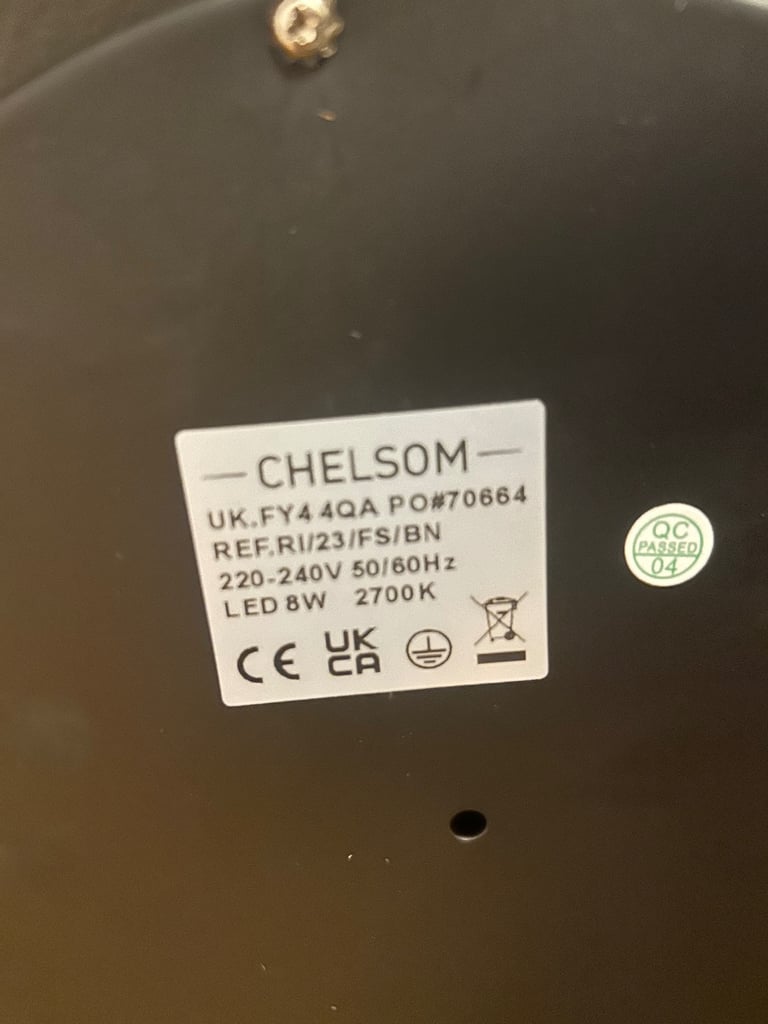 CHELSOM
UK.FY4 4QA PO#70664
REF.RI/23/FS/BN
220-240V 50/60Hz
LED 8W 2700K
CE UK CA
QC
PASSED
04